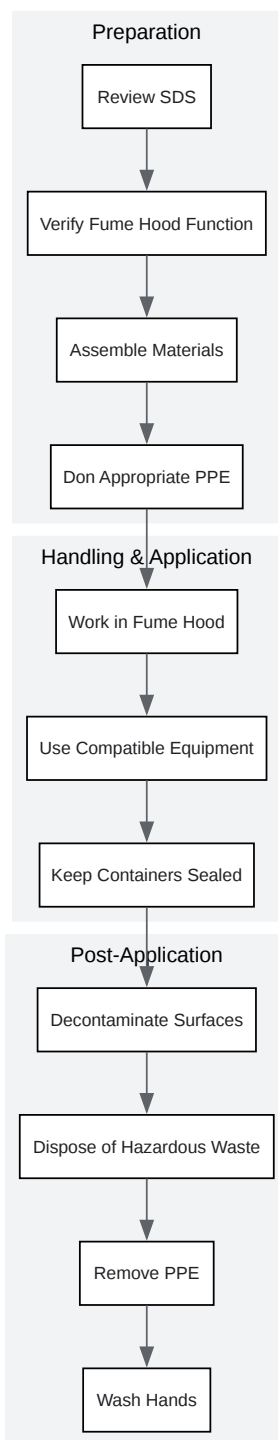 Preparation
Review SDS
Verify Fume Hood Function
Assemble Materials
Don Appropriate PPE
Handling & Application
Work in Fume Hood
Use Compatible Equipment
Keep Containers Sealed
Post-Application
Decontaminate Surfaces
Dispose of Hazardous Waste
Remove PPE
Wash Hands